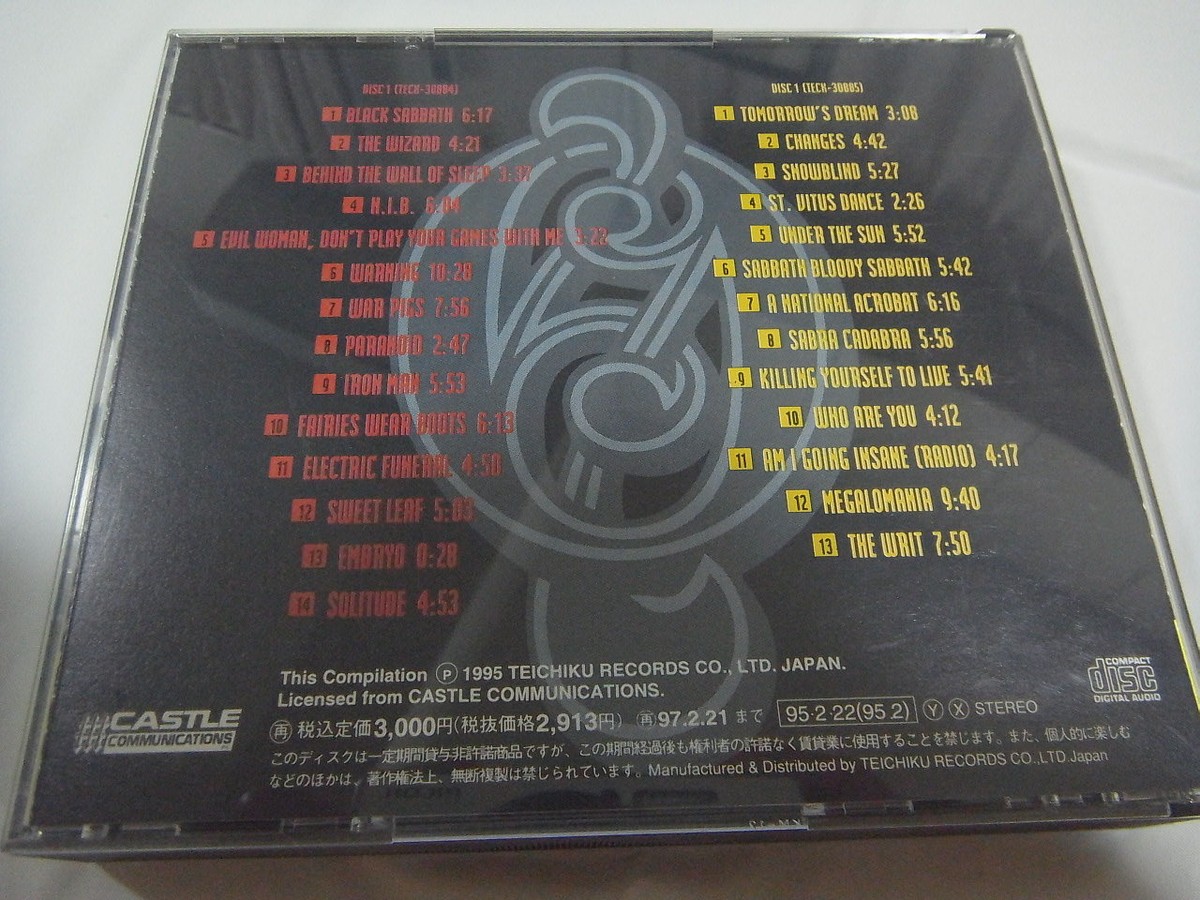 DISC 1 (TECX-30884)
1 BLACK SABBATH 6:17
2 THE WIZARD 4:21
3 BEHIND THE WALL OF SLEEP 3:37
4 N.I.B. 6:04
5 EVIL WOMAN, DON'T PLAY YOUR GAMES WITH ME 3:22
6 WARNING 10:28
7 WAR PIGS 7:56
8 PARANOID 2:47
9 IRON MAN 5:53
10 FAIRIES WEAR BOOTS 6:13
11 ELECTRIC FUNERAL 4:50
12 SWEET LEAF 5:03
13 EMBRYO 0:28
14 SOLITUDE 4:53
DISC 1 (TECX-30885)
1 TOMORROW'S DREAM 3:08
2 CHANGES 4:42
3 SNOWBLIND 5:27
4 ST. VITUS DANCE 2:26
5 UNDER THE SUN 5:52
6 SABBATH BLOODY SABBATH 5:42
7 A NATIONAL ACROBAT 6:16
8 SABRA CADABRA 5:56
9 KILLING YOURSELF TO LIVE 5:41
10 WHO ARE YOU 4:12
11 AM I GOING INSANE (RADIO) 4:17
12 MEGALOMANIA 9:40
13 THE WRIT 7:50
This Compilation Ⓟ 1995 TEICHIKU RECORDS CO., LTD. JAPAN.
Licensed from CASTLE COMMUNICATIONS.
CASTLE
COMMUNICATIONS
COMPACT
disc
DIGITAL AUDIO
再 税込定価3,000円(税抜価格2,913円) 再97.2.21 まで 95・2・22(95.2) Ⓨ Ⓧ STEREO
このディスクは一定期間貸与非許諾商品ですが、この期間経過後も権利者の許諾なく賃貸業に使用することを禁じます。また、個人的に楽しむ
などのほかは、著作権法上、無断複製は禁じられています。Manufactured & Distributed by TEICHIKU RECORDS CO.,LTD.Japan